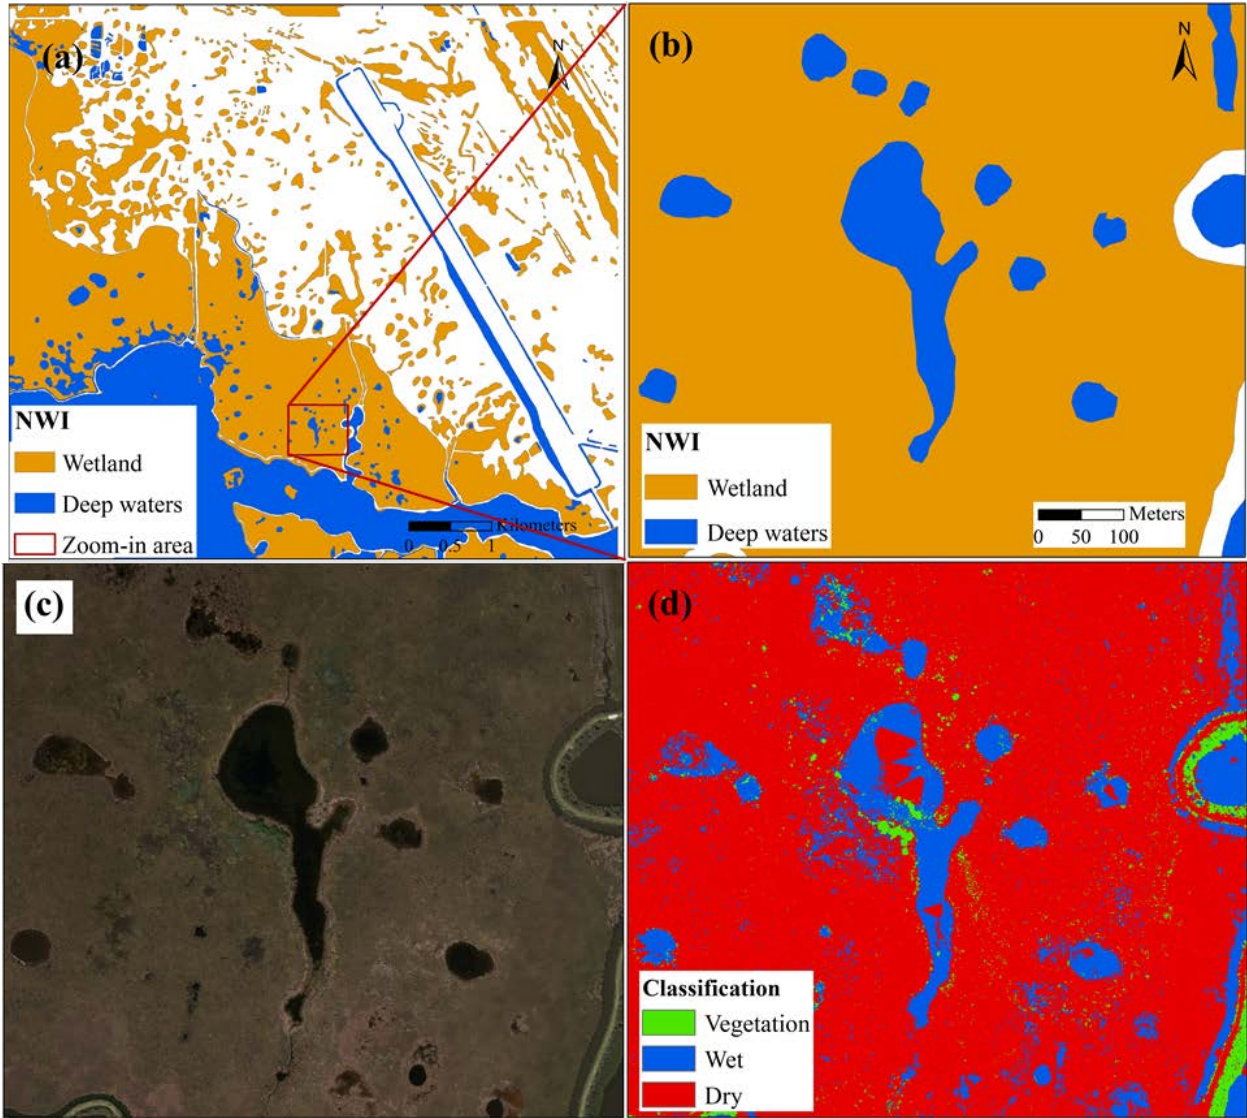 (a)
N
NWI
Wetland
Deep waters
Zoom-in area
Kilometers
0 0.5 1
(b)
N
NWI
Wetland
Deep waters
Meters
0 50 100
(c)
(d)
Classification
Vegetation
Wet
Dry